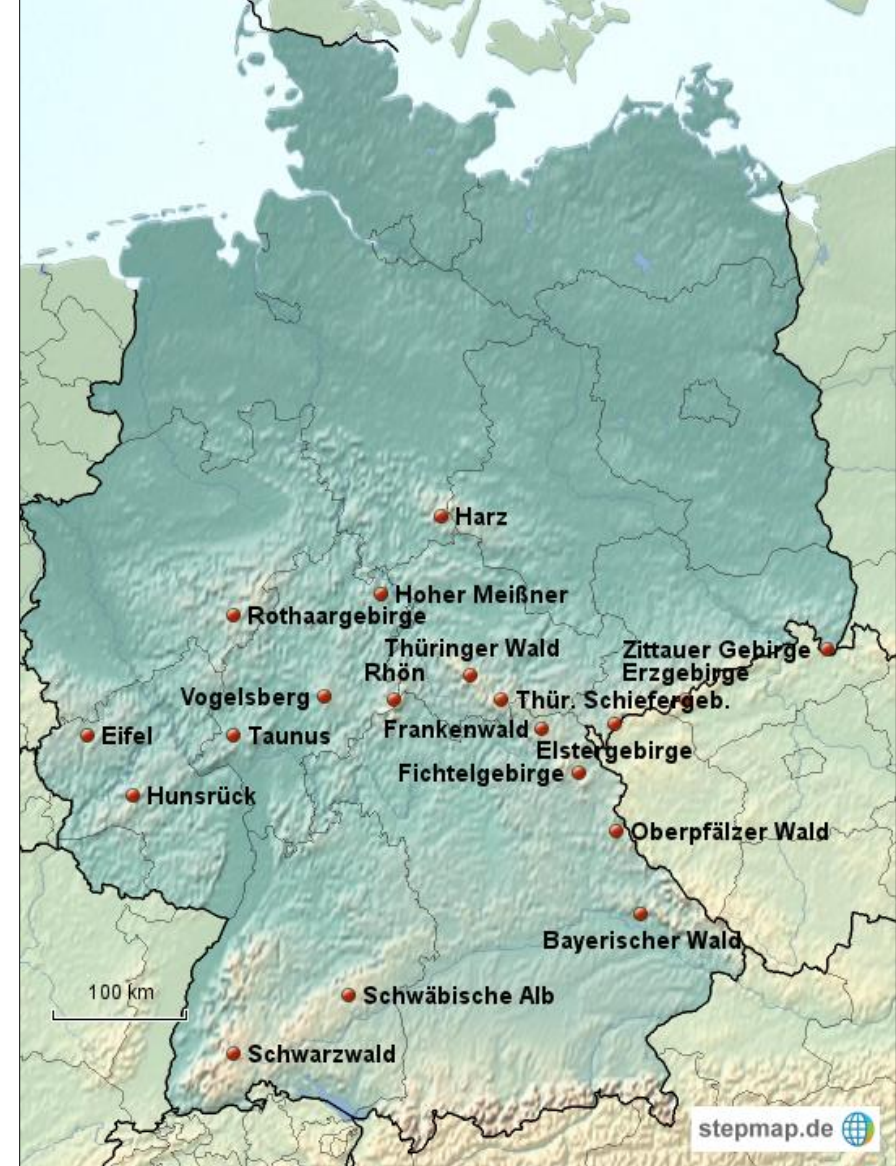 Harz
Hoher Meißner
Rothaargebirge
Thüringer Wald
Zittauer Gebirge
Rhön
Erzgebirge
Vogelsberg
Thür. Schiefergeb.
Frankenwald
Eifel
Taunus
Elstergebirge
Fichtelgebirge
Hunsrück
Oberpfälzer Wald
Bayerischer Wald
100 km
Schwäbische Alb
Schwarzwald
stepmap.de